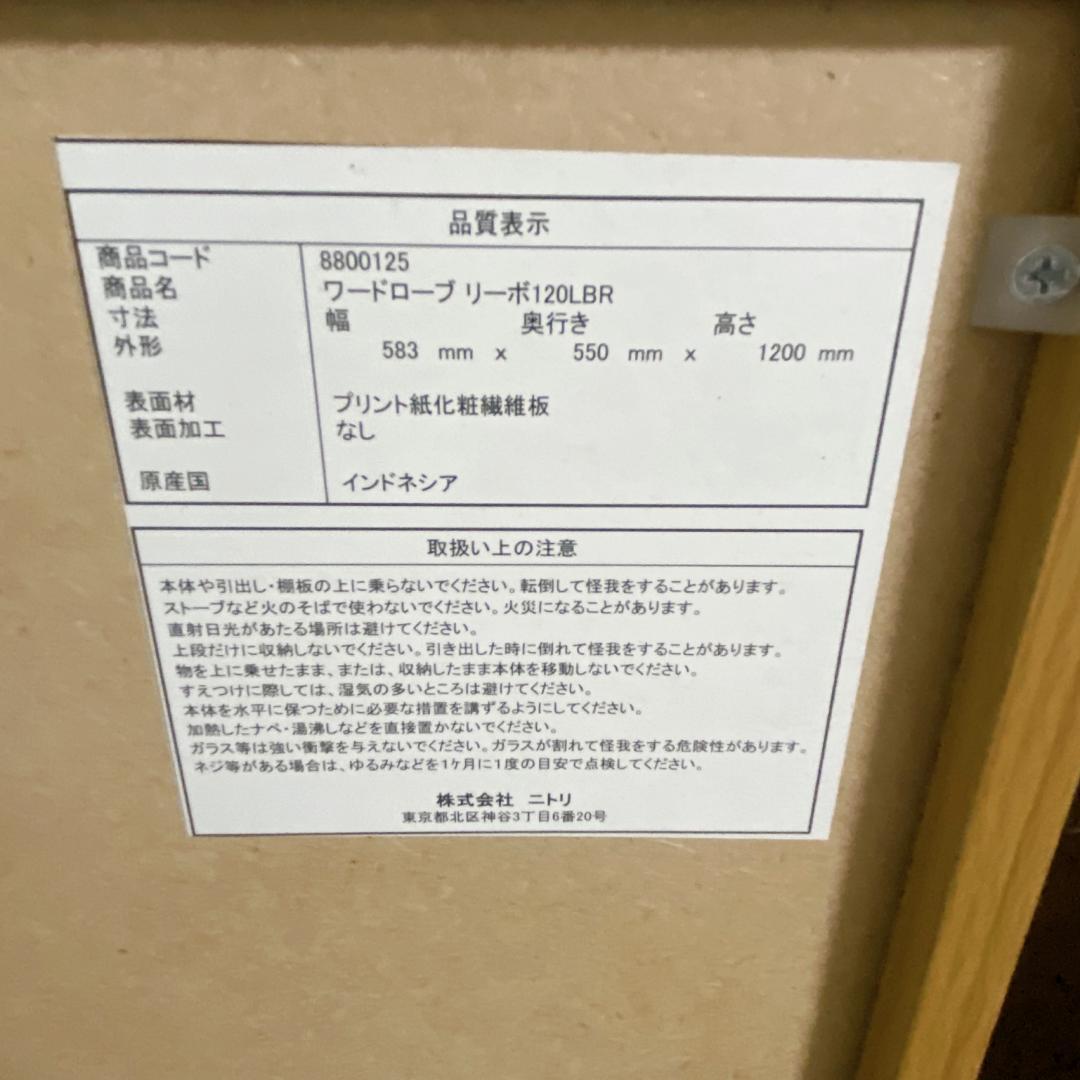 品質表示
商品コード 8800125
商品名 ワードローブ リーボ120LBR
寸法 幅 奥行き 高さ
外形 583 mm x 550 mm x 1200 mm
表面材 プリント紙化粧繊維板
表面加工 なし
原産国 インドネシア
取扱い上の注意
本体や引出し・棚板の上に乗らないでください。転倒して怪我をすることがあります。
ストーブなど火のそばで使わないでください。火災になることがあります。
直射日光があたる場所は避けてください。
上段だけに収納しないでください。引き出した時に倒れて怪我をすることがあります。
物を上に乗せたまま、または、収納したまま本体を移動しないでください。
すえつけに際しては、湿気の多いところは避けてください。
本体を水平に保つために必要な措置を講ずるようにしてください。
加熱したナベ・湯沸しなどを直接置かないでください。
ガラス等は強い衝撃を与えないでください。ガラスが割れて怪我をする危険性があります。
ネジ等がある場合は、ゆるみなどを1ケ月に1度の目安で点検してください。
株式会社 ニトリ
東京都北区神谷3丁目6番20号